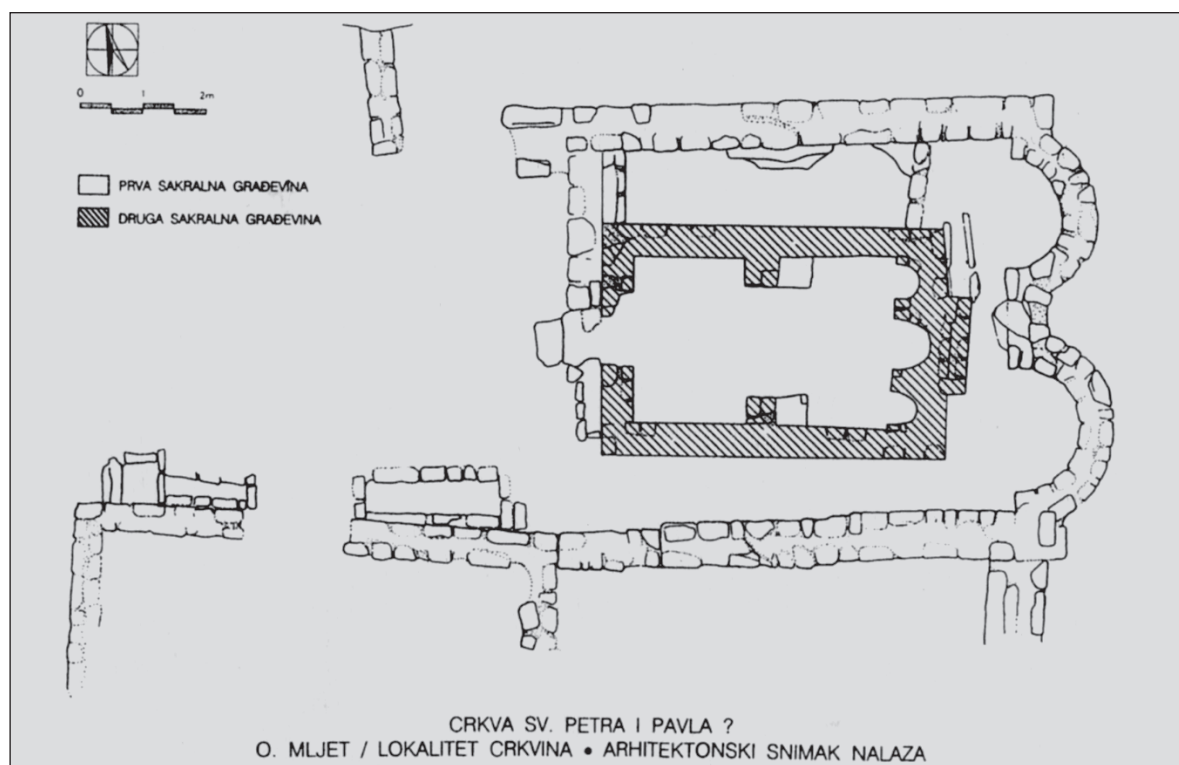 0 1 2m
PRVA SAKRALNA GRAĐEVINA
DRUGA SAKRALNA GRAĐEVINA
CRKVA SV. PETRA I PAVLA ?
O. MLJET / LOKALITET CRKVINA • ARHITEKTONSKI SNIMAK NALAZA